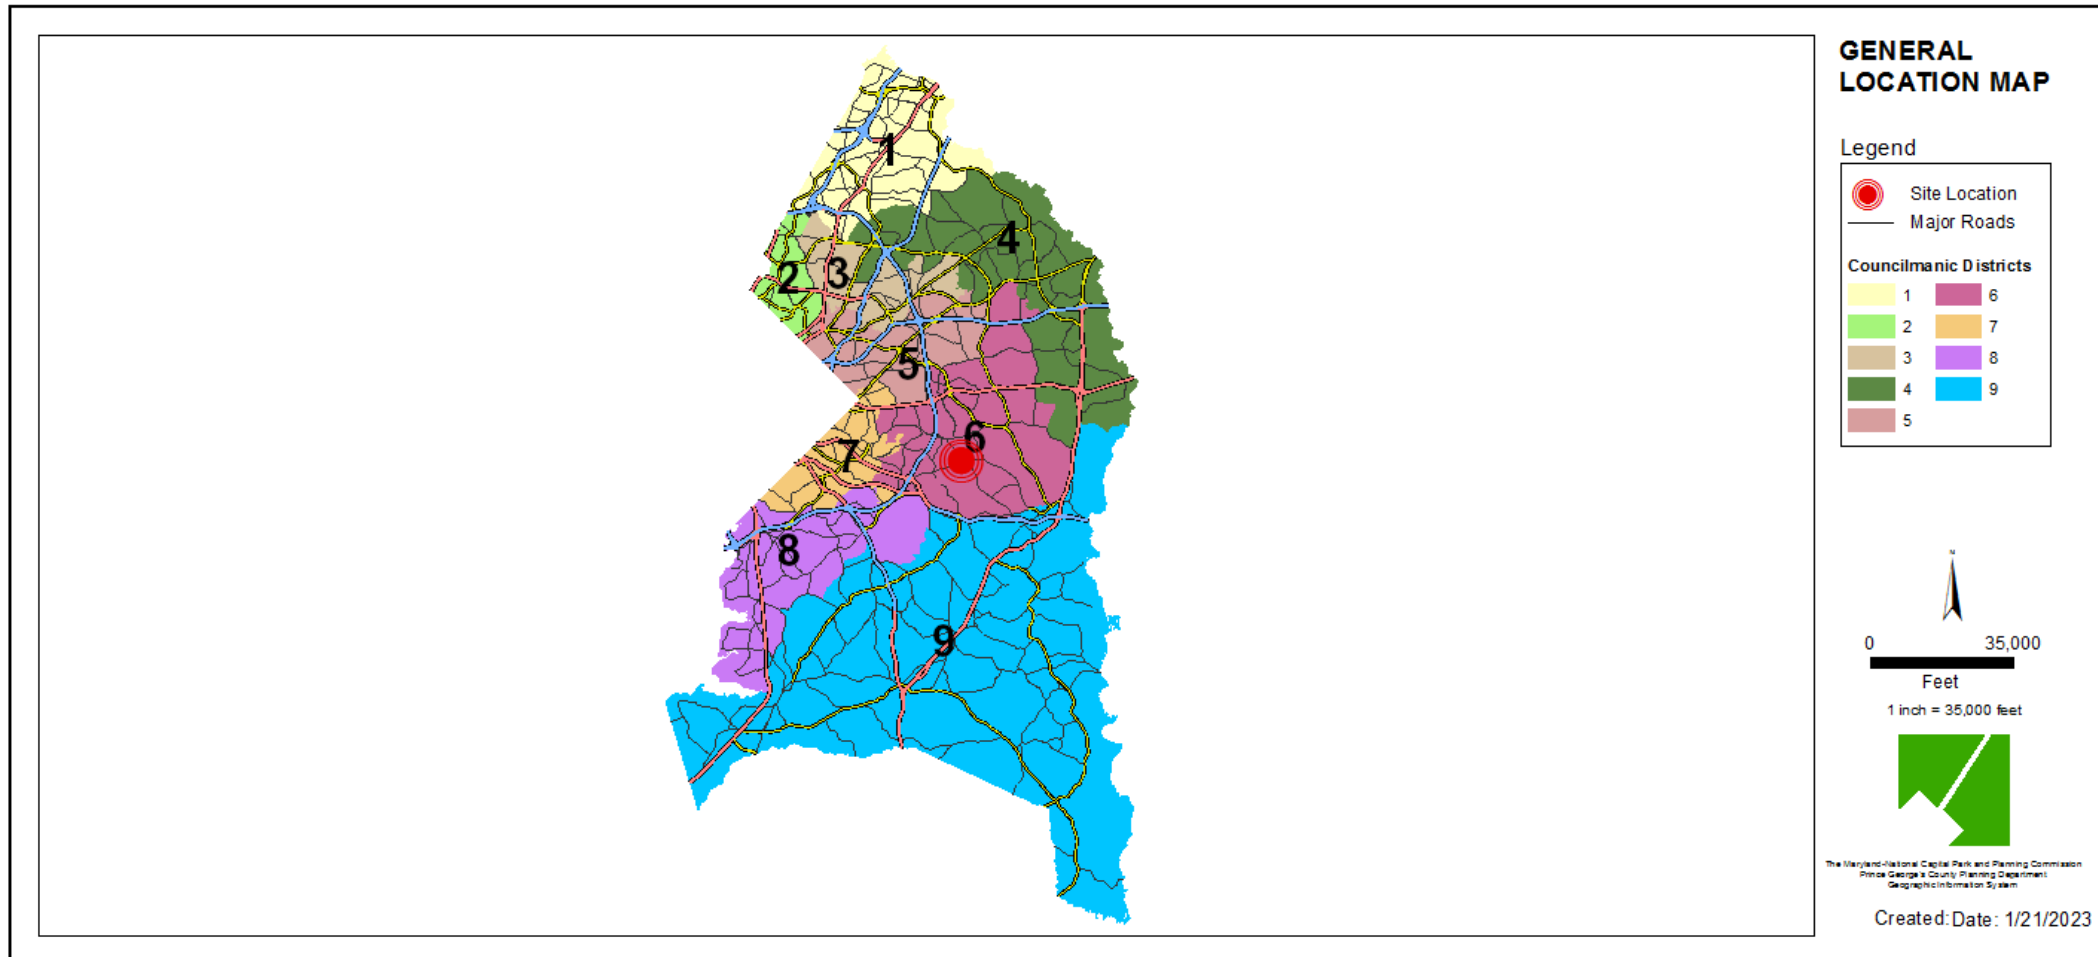 GENERAL
LOCATION MAP
Legend
Site Location
Major Roads
Councilmanic Districts
1 6
2 7
3 8
4 9
5
1
4
2
3
5
6
7
8
9
N
0 35,000
Feet
1 inch = 35,000 feet
The Maryland-National Capital Park and Planning Commission
Prince George's County Planning Department
Geographic Information System
Created: Date: 1/21/2023